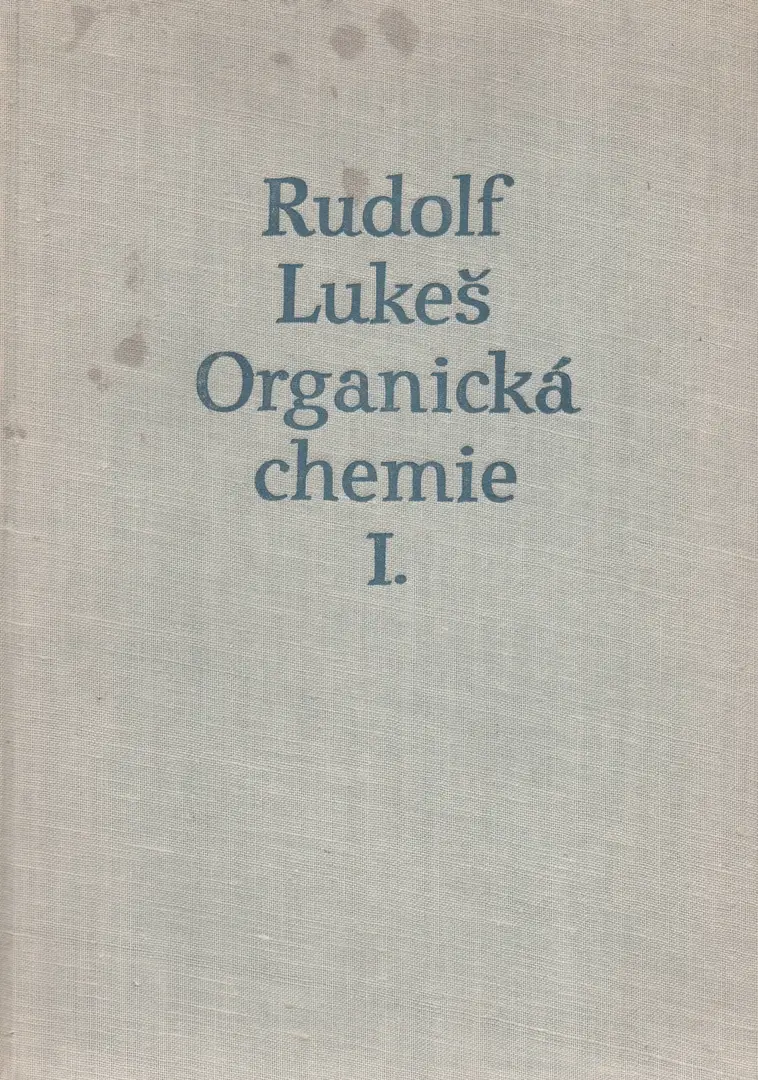 Rudolf
Lukeš
Organická
chemie
I.